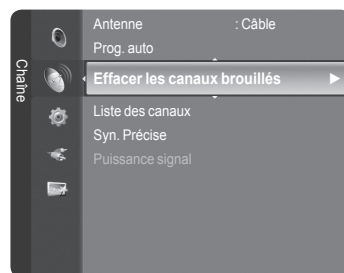 Chaîne
Antenne : Câble
Prog. auto
Effacer les canaux brouillés
Liste des canaux
Syn. Précise
Puissance signal